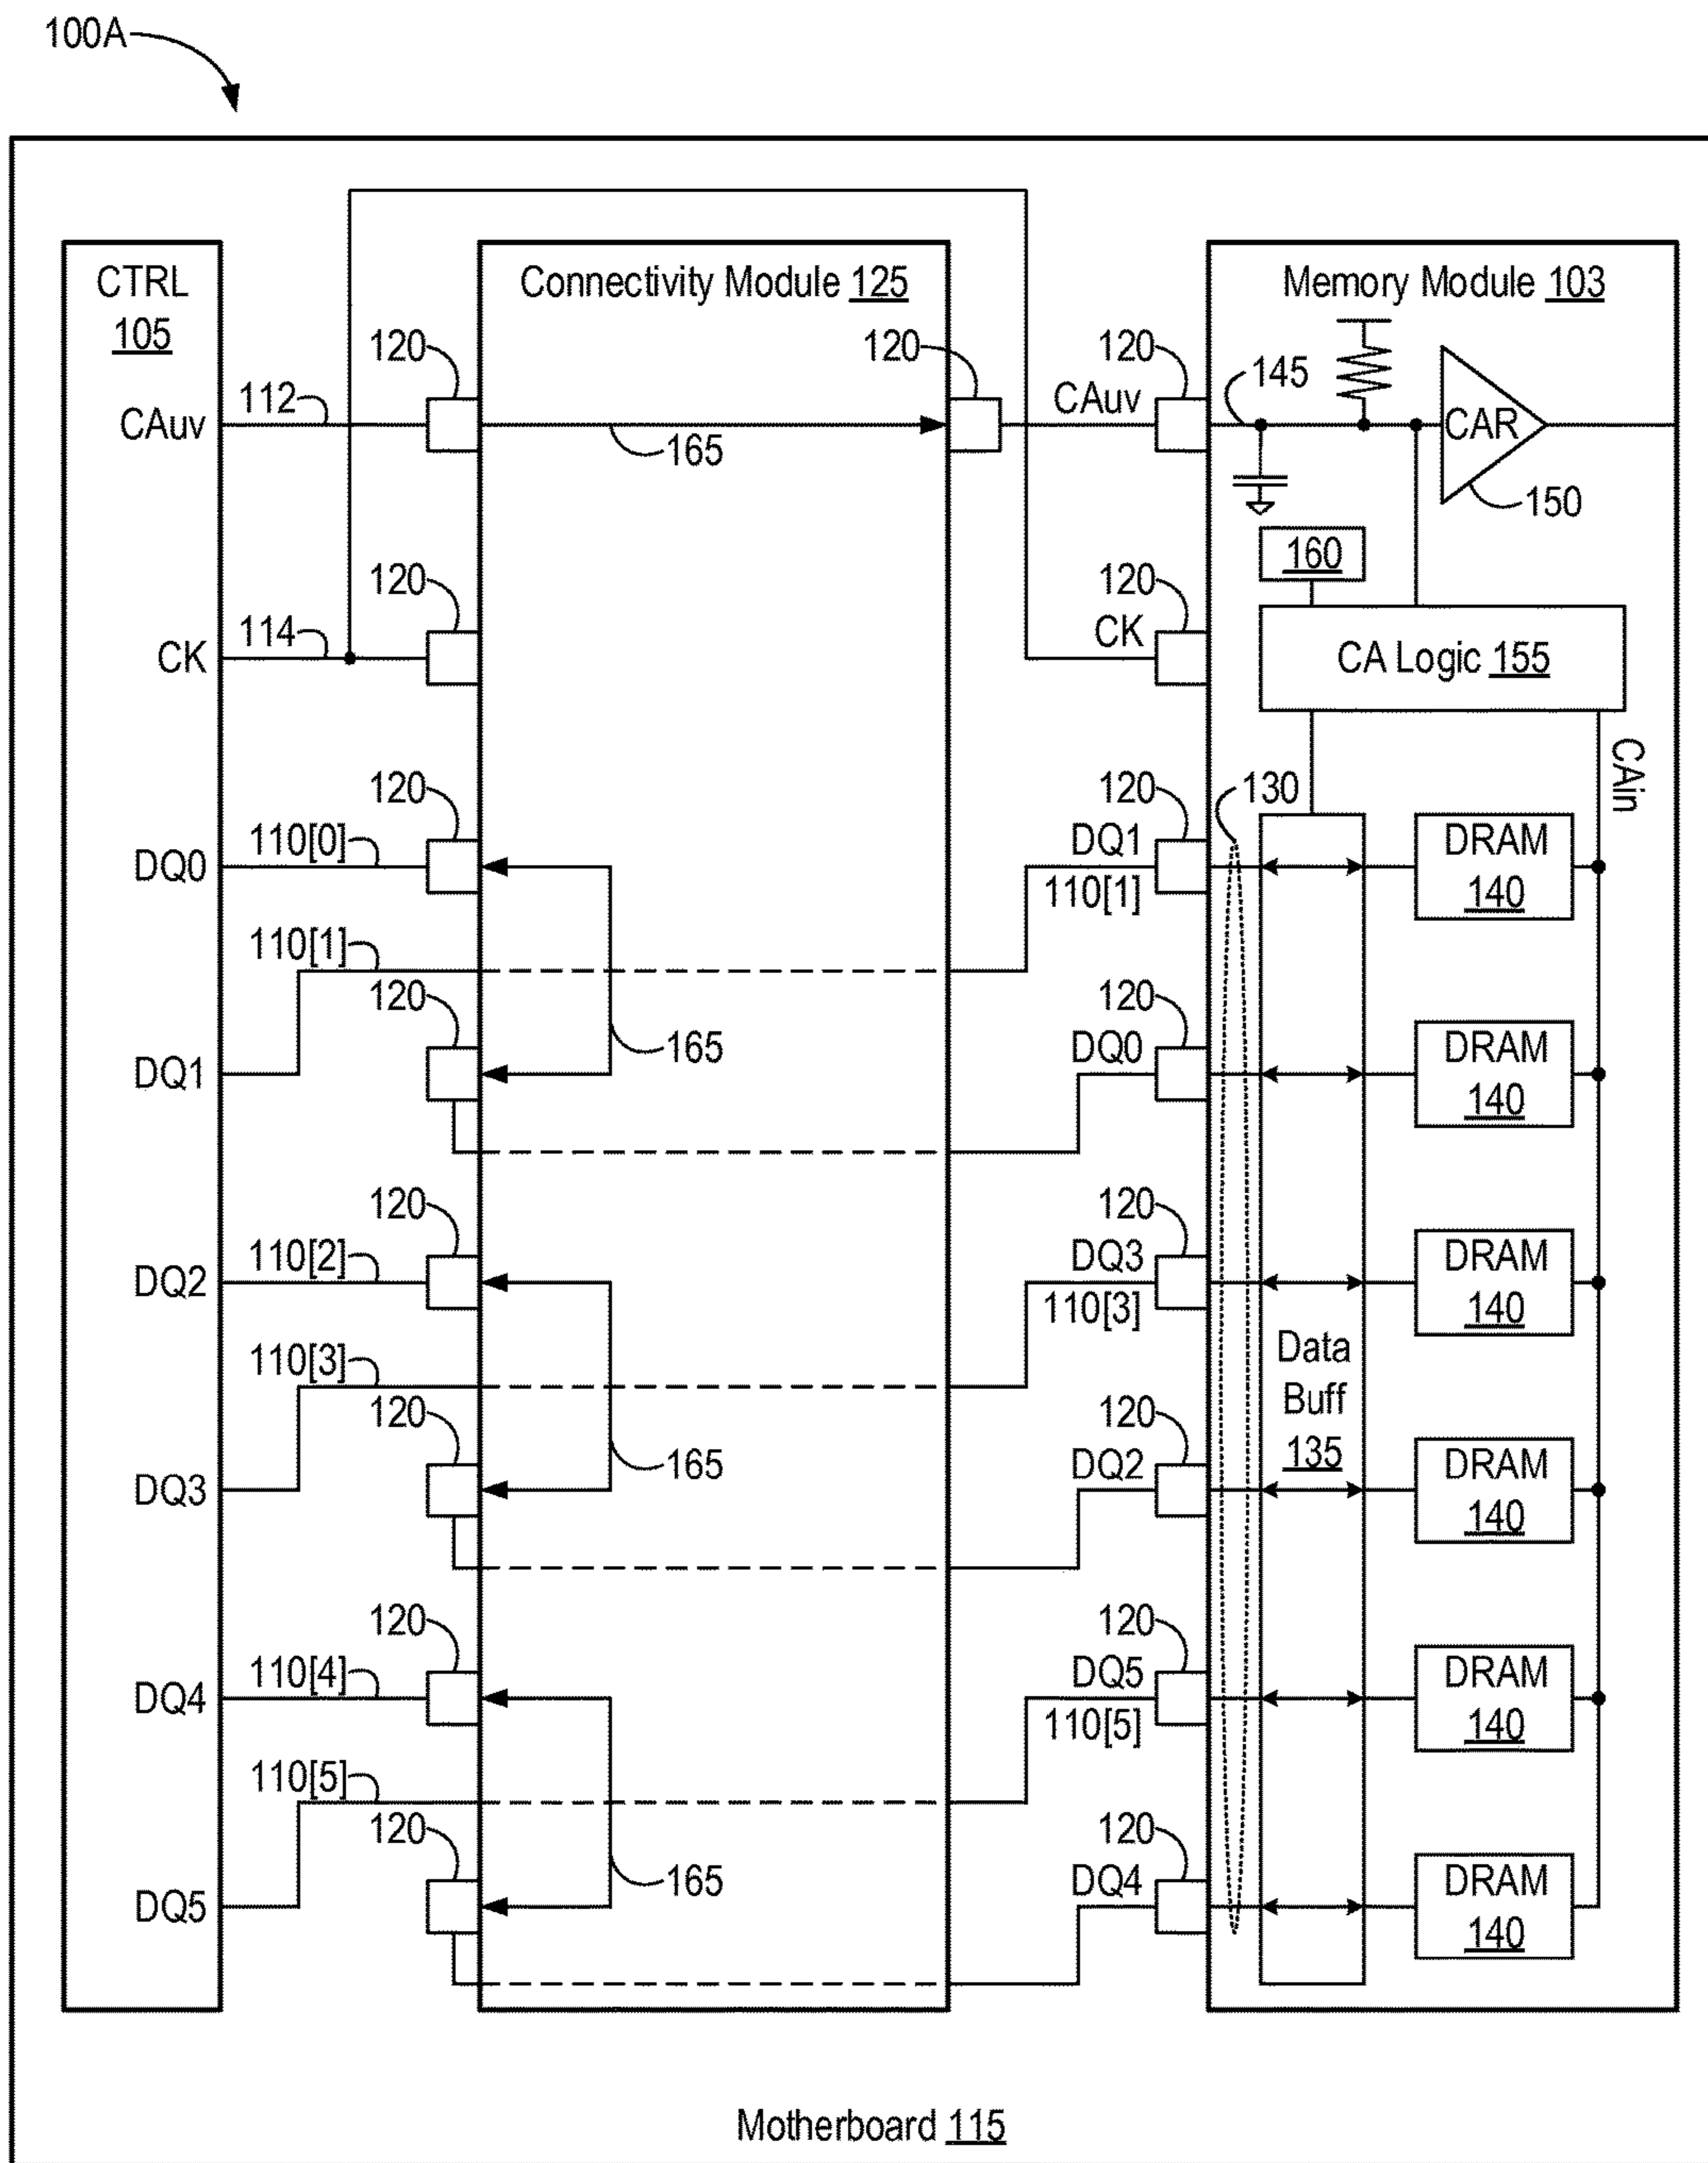 100A
CTRL
105
Connectivity Module 125
Memory Module 103
120
120
120
145
CAuv
112
CAuv
165
CAR
150
160
120
120
CK
114
CK
CA Logic 155
CAin
120
120
130
DQ0
110[0]
DQ1
110[1]
DRAM
140
110[1]
120
120
DQ1
165
DQ0
DRAM
140
120
120
DQ2
110[2]
DQ3
110[3]
DRAM
140
110[3]
Data
Buff
135
120
120
DQ3
165
DQ2
DRAM
140
120
120
DQ4
110[4]
DQ5
110[5]
DRAM
140
110[5]
120
120
DQ5
165
DQ4
DRAM
140
Motherboard 115